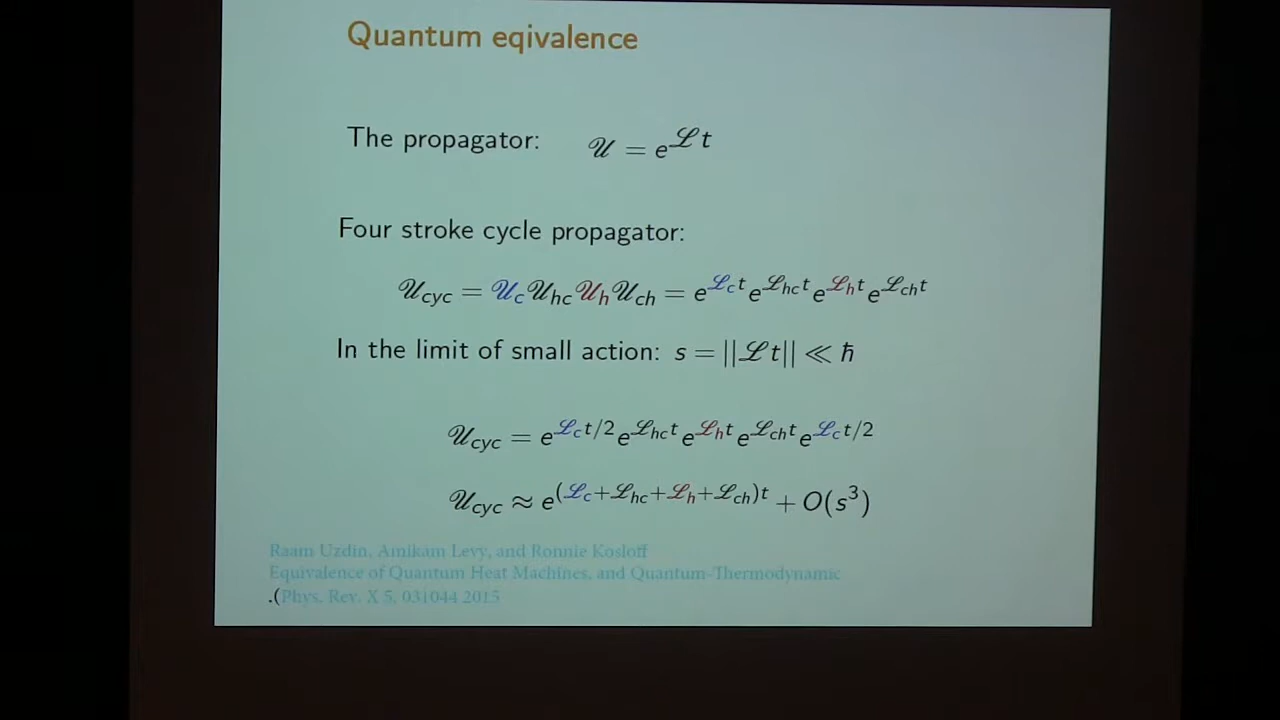 Quantum eqivalence
The propagator: 𝒰 = e^{ℒt}
Four stroke cycle propagator:
𝒰_{cyc} = 𝒰_c 𝒰_{hc} 𝒰_h 𝒰_{ch} = e^{ℒ_c t} e^{ℒ_{hc} t} e^{ℒ_h t} e^{ℒ_{ch} t}
In the limit of small action: s = ||ℒt|| ≪ ℏ
𝒰_{cyc} = e^{ℒ_c t/2} e^{ℒ_{hc} t} e^{ℒ_h t} e^{ℒ_{ch} t} e^{ℒ_c t/2}
𝒰_{cyc} ≈ e^{(ℒ_c+ℒ_{hc}+ℒ_h+ℒ_{ch})t} + O(s³)
Raam Uzdin, Amikam Levy, and Ronnie Kosloff
Equivalence of Quantum Heat Machines, and Quantum-Thermodynamic
.(Phys. Rev. X 5, 031044 2015